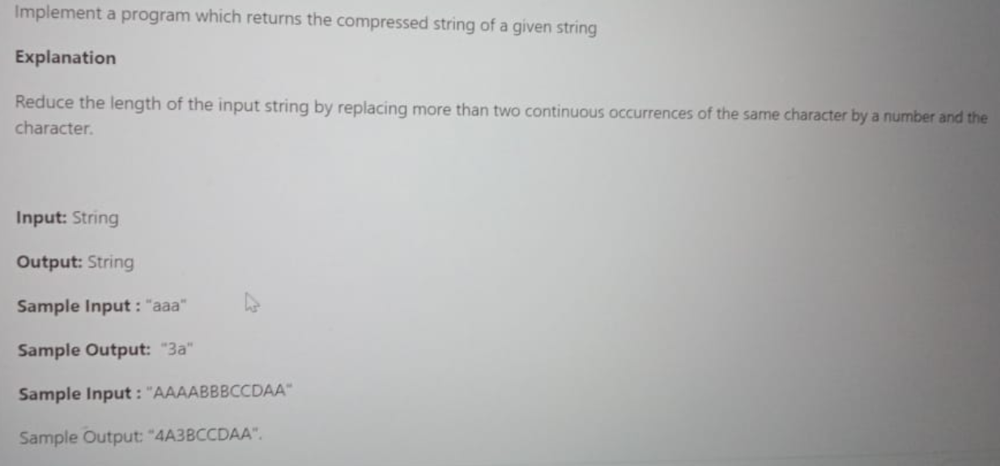 Implement a program which returns the compressed string of a given string
Explanation
Reduce the length of the input string by replacing more than two continuous occurrences of the same character by a number and the
character.
Input: String
Output: String
Sample Input : "aaa"
Sample Output: "3a"
Sample Input : "AAAABBBCCDAA"
Sample Output: "4A3BCCDAA".